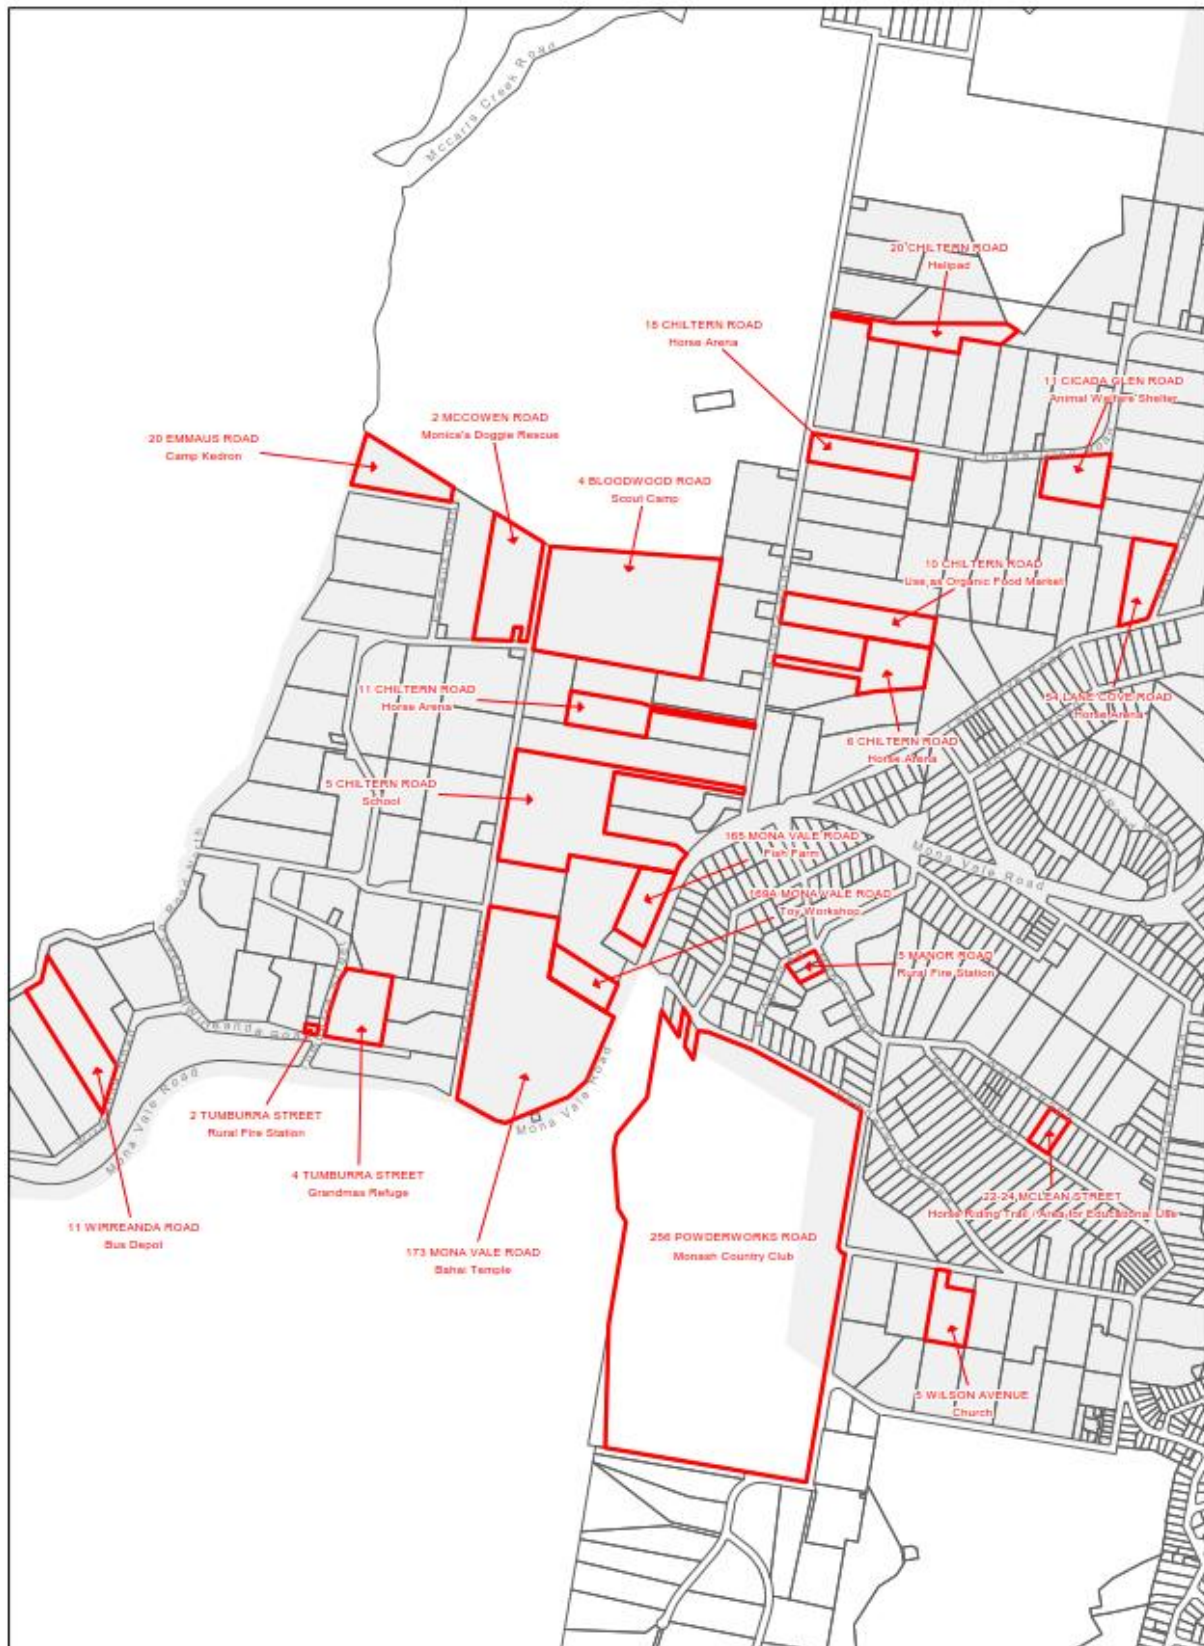 Mccarrs Creek Road
20 CHILTERN ROAD
Helipad
18 CHILTERN ROAD
Horse Arena
11 CICADA GLEN ROAD
Animal Welfare Shelter
2 MCCOWEN ROAD
Monica's Doggie Rescue
20 EMMAUS ROAD
Camp Kedron
4 BLOODWOOD ROAD
Scout Camp
10 CHILTERN ROAD
Use as Organic Food Market
11 CHILTERN ROAD
Horse Arena
54 LANE COVE ROAD
Horse Arena
6 CHILTERN ROAD
Horse Arena
5 CHILTERN ROAD
School
165 MONA VALE ROAD
Fish Farm
Mona Vale Road
169A MONA VALE ROAD
Toy Workshop
5 MANOR ROAD
Rural Fire Station
Wirreanda Road
Mona Vale Road
Mona Vale Road
2 TUMBURRA STREET
Rural Fire Station
4 TUMBURRA STREET
Grandmas Refuge
22-24 MCLEAN STREET
Horse Riding Trail / Area for Educational Use
11 WIRREANDA ROAD
Bus Depot
173 MONA VALE ROAD
Bahai Temple
256 POWDERWORKS ROAD
Monash Country Club
5 WILSON AVENUE
Church